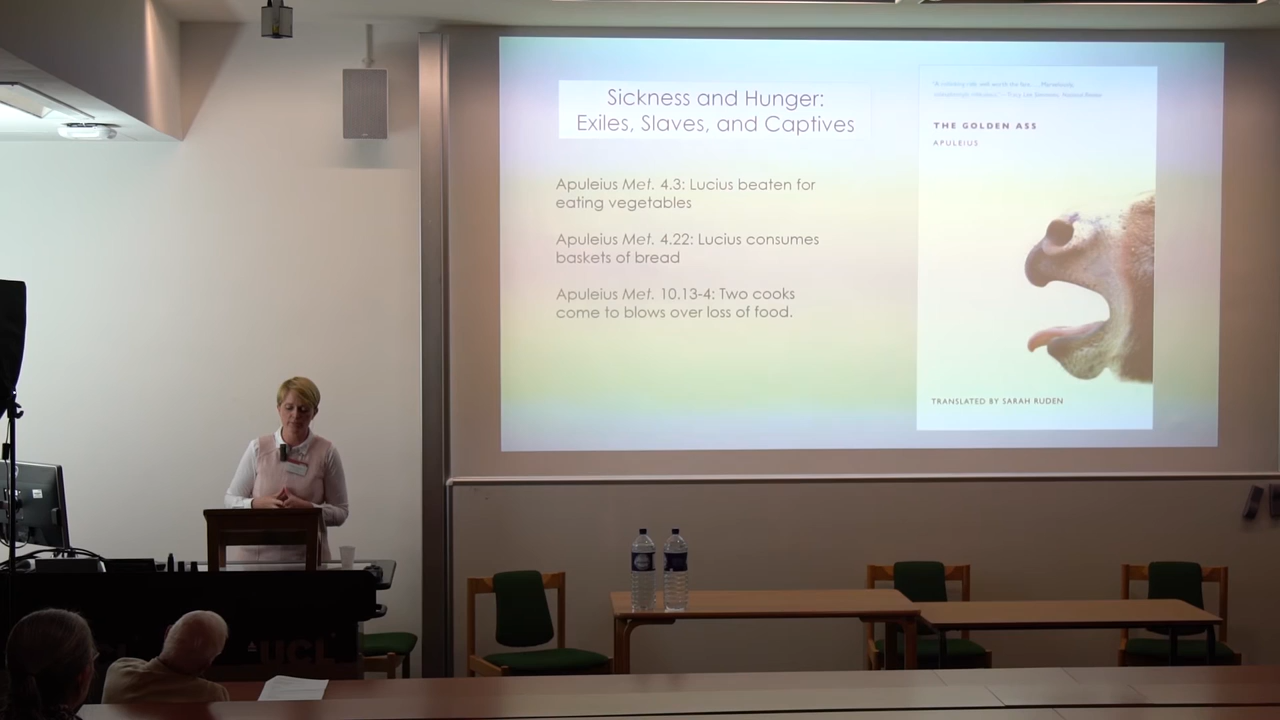 Sickness and Hunger:
Exiles, Slaves, and Captives
Apuleius Met. 4.3: Lucius beaten for
eating vegetables
Apuleius Met. 4.22: Lucius consumes
baskets of bread
Apuleius Met. 10.13-4: Two cooks
come to blows over loss of food.
THE GOLDEN ASS
APULEIUS
TRANSLATED BY SARAH RUDEN
UCL